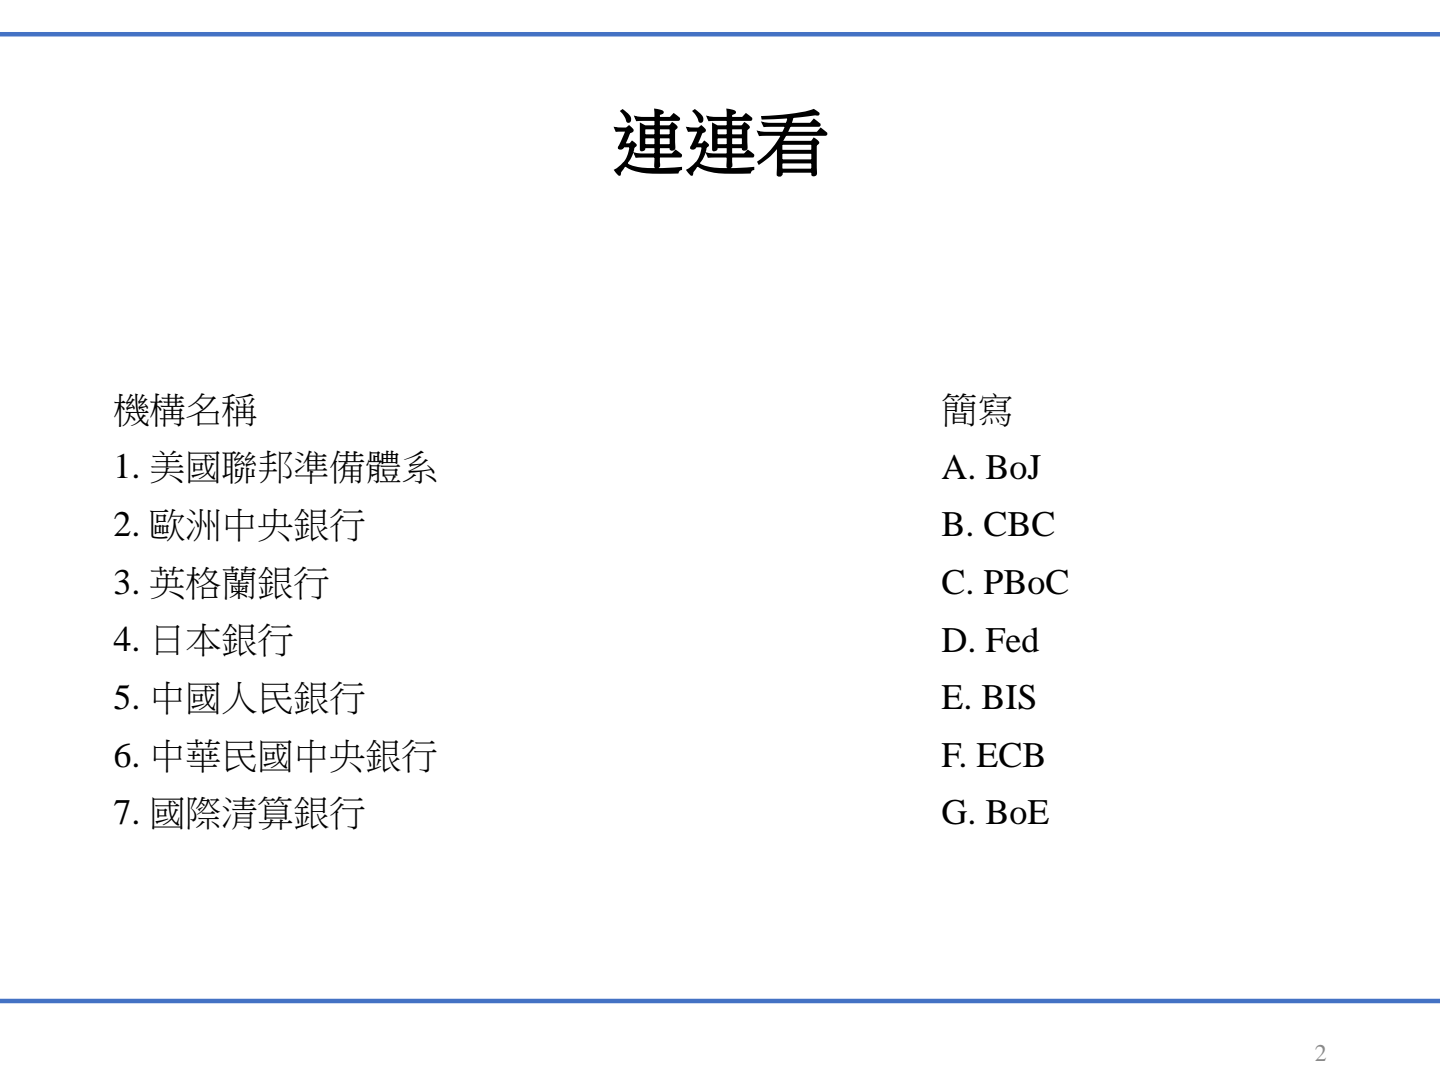 連連看
機構名稱
1. 美國聯邦準備體系
2. 歐洲中央銀行
3. 英格蘭銀行
4. 日本銀行
5. 中國人民銀行
6. 中華民國中央銀行
7. 國際清算銀行
簡寫
A. BoJ
B. CBC
C. PBoC
D. Fed
E. BIS
F. ECB
G. BoE
2